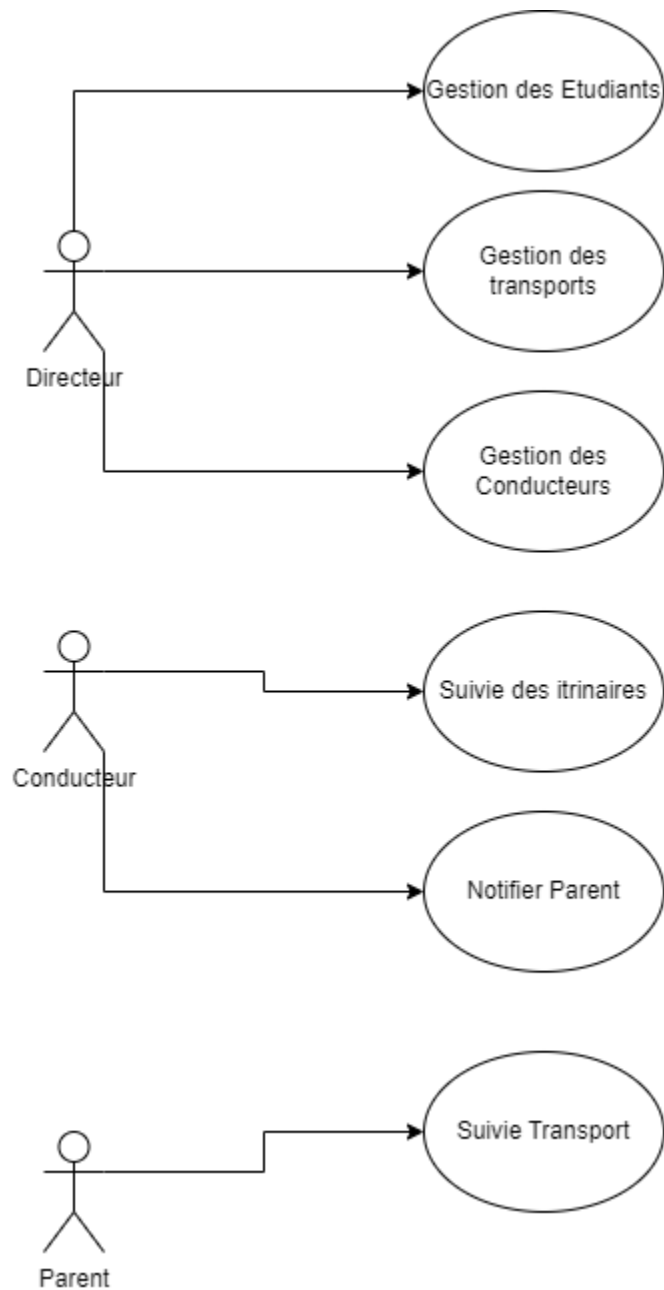 Gestion des Etudiants
Gestion des
transports
Directeur
Gestion des
Conducteurs
Suivie des itrinaires
Conducteur
Notifier Parent
Suivie Transport
Parent